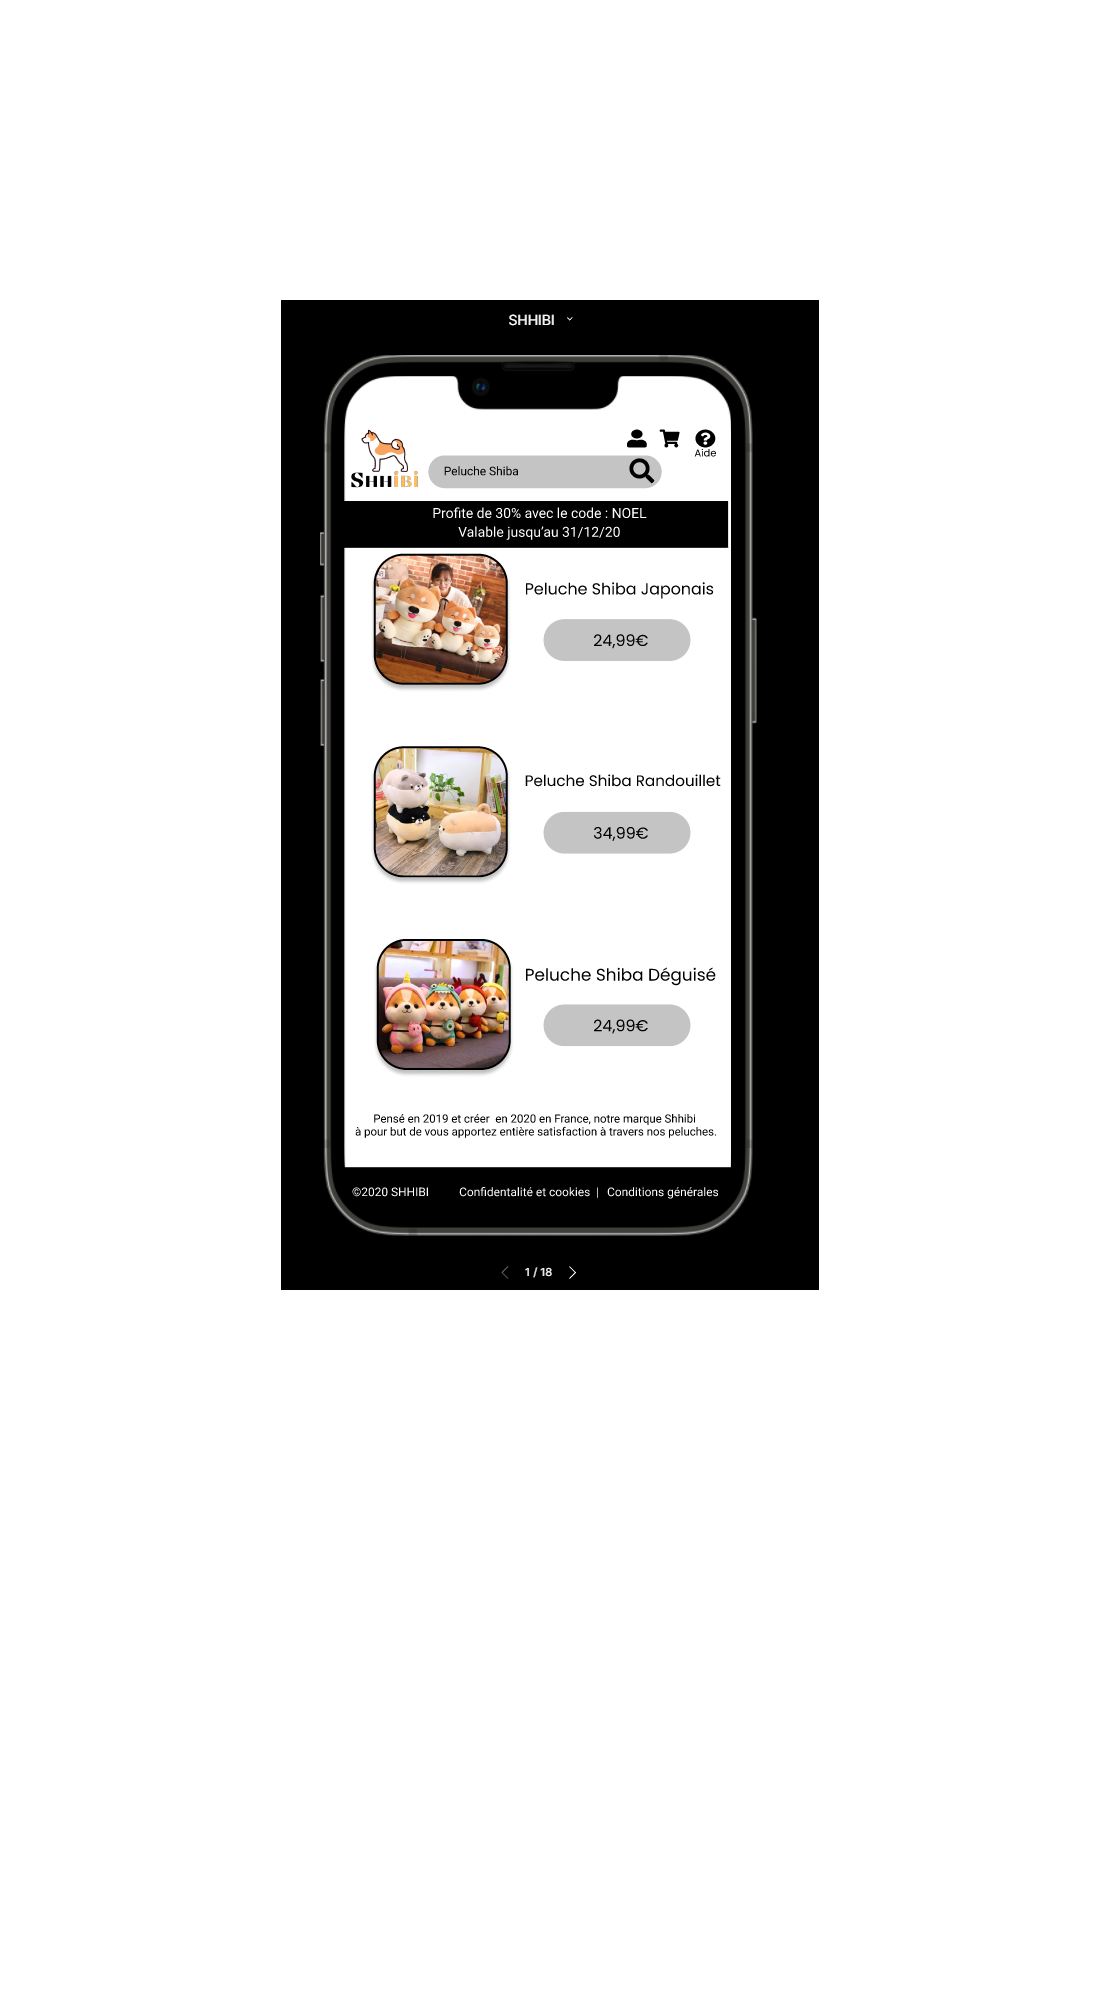 SHHIBI
Aide
Peluche Shiba
SHHIBI
Profite de 30% avec le code : NOEL
Valable jusqu'au 31/12/20
Peluche Shiba Japonais
24,99€
Peluche Shiba Randouillet
34,99€
Peluche Shiba Déguisé
24,99€
Pensé en 2019 et créer  en 2020 en France, notre marque Shhibi
à pour but de vous apportez entière satisfaction à travers nos peluches.
©2020 SHHIBI Confidentalité et cookies | Conditions générales
1 / 18